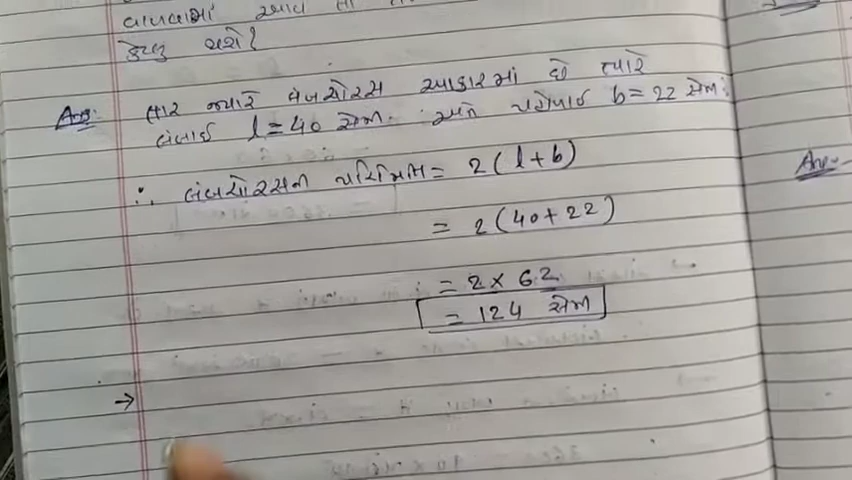 કેટલુ થશે?
Ans: તાર જ્યારે લંબચોરસ આકારમાં હો ત્યારે
લંબાઈ l = 40 સેમી. અને પહોળાઈ b = 22 સેમી.
∴ લંબચોરસની પરિમિતિ = 2 ( l + b )
= 2 ( 40 + 22 )
= 2 × 62
= 124 સેમી
→
Ans:-